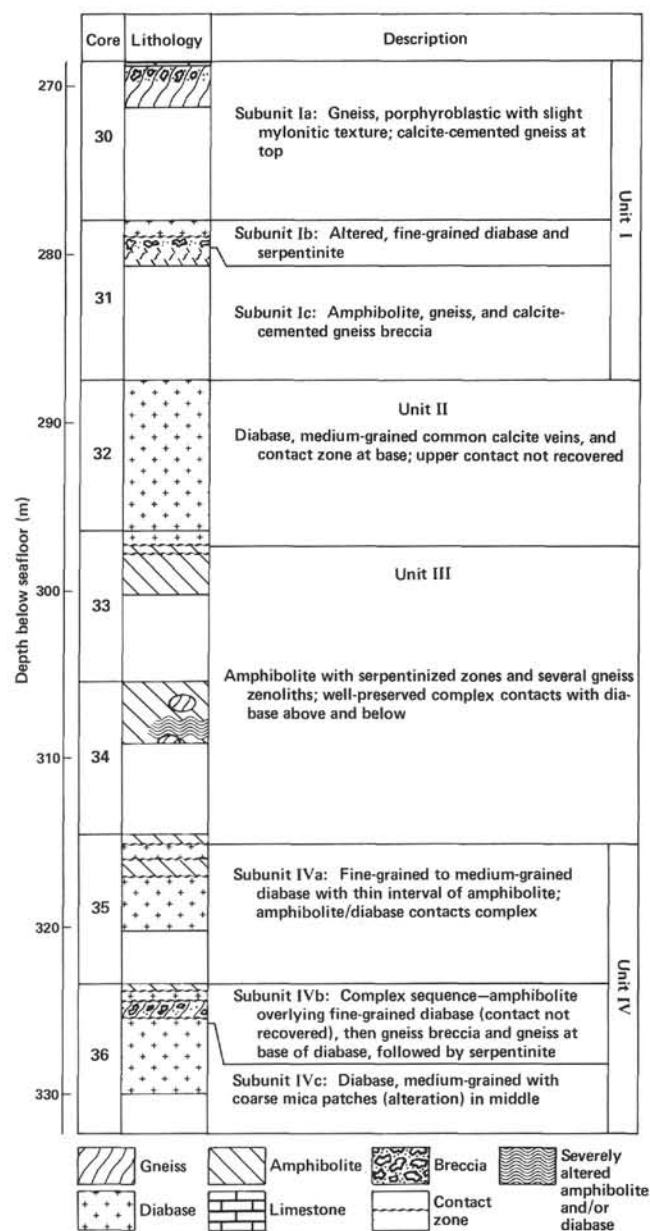 Core Lithology Description
270
Subunit Ia: Gneiss, porphyroblastic with slight
mylonitic texture; calcite-cemented gneiss at
top
30
Unit I
Subunit Ib: Altered, fine-grained diabase and
serpentinite
280
31
Subunit Ic: Amphibolite, gneiss, and calcite-
cemented gneiss breccia
Unit II
290
Diabase, medium-grained common calcite veins, and
contact zone at base; upper contact not recovered
32
Unit III
300
33
Depth below seafloor (m)
Amphibolite with serpentinized zones and several gneiss
zenoliths; well-preserved complex contacts with dia-
base above and below
34
310
Subunit IVa: Fine-grained to medium-grained
diabase with thin interval of amphibolite;
amphibolite/diabase contacts complex
35
320
Unit IV
Subunit IVb: Complex sequence—amphibolite
overlying fine-grained diabase (contact not
recovered), then gneiss breccia and gneiss at
base of diabase, followed by serpentinite
36
Subunit IVc: Diabase, medium-grained with
coarse mica patches (alteration) in middle
330
Gneiss Amphibolite Breccia Severely
altered
amphibolite
and/or
diabase
Diabase Limestone Contact
zone